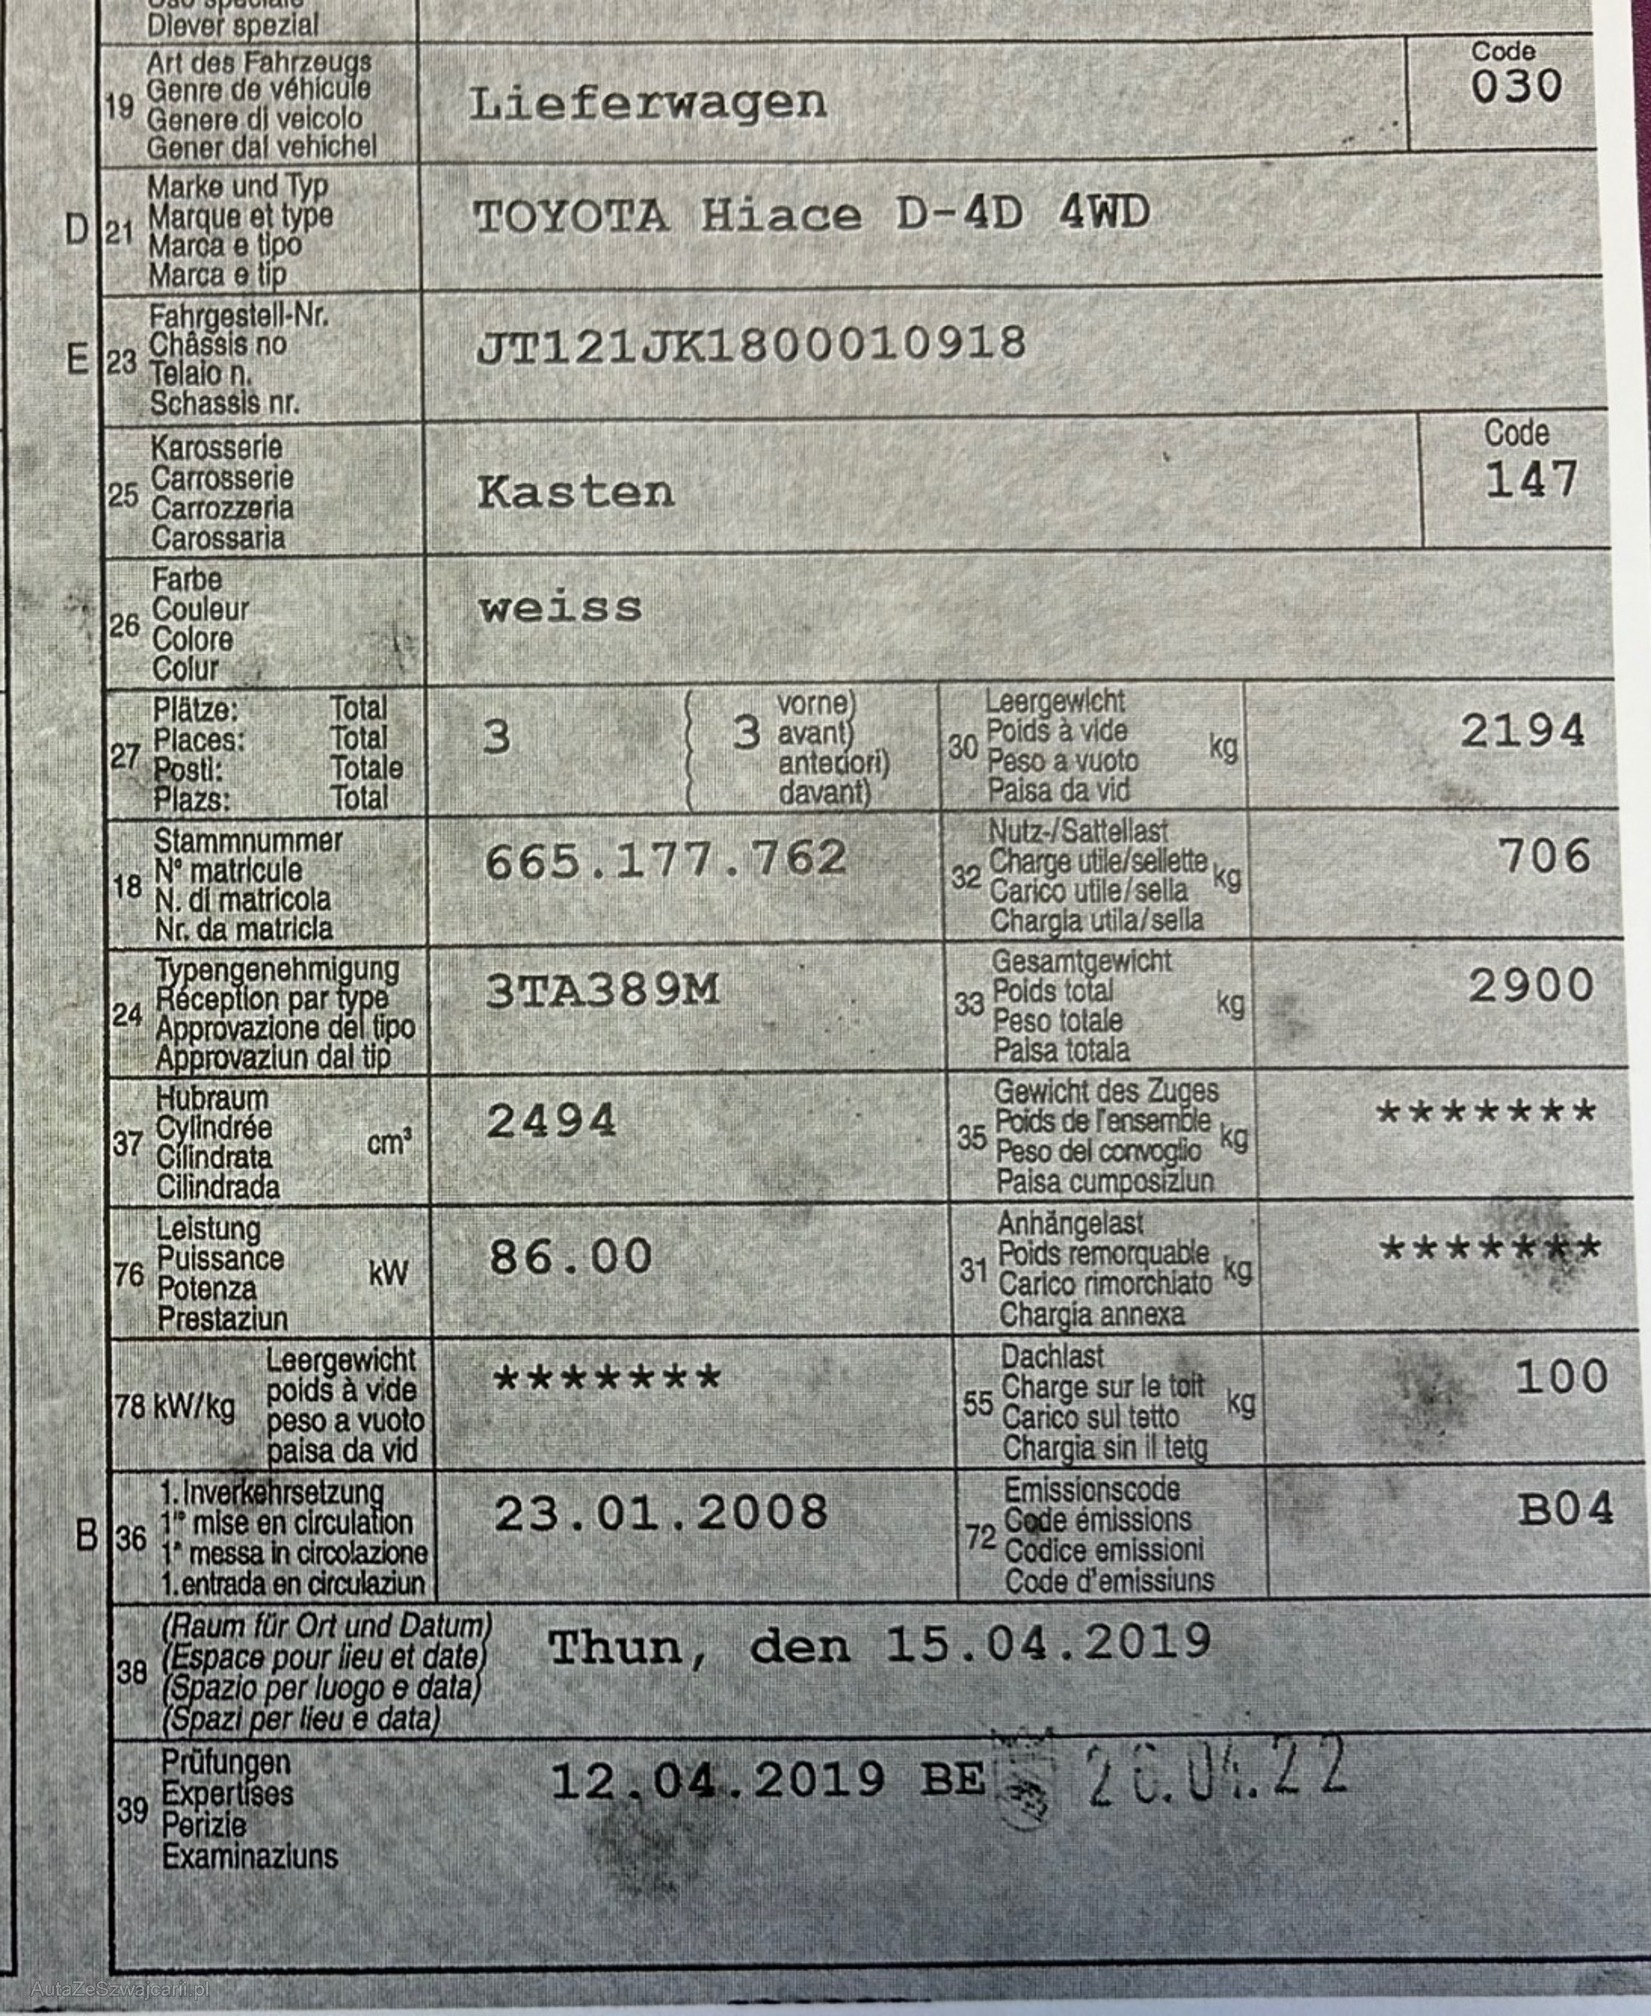 Diever spezial
Art des Fahrzeugs
Genre de véhicule
Genere di veicolo
Gener dal vehichel
19
Lieferwagen
Code
030
D 21
Marke und Typ
Marque et type
Marca e tipo
Marca e tip
TOYOTA Hiace D-4D 4WD
E 23
Fahrgestell-Nr.
Châssis no
Telaio n.
Schassis nr.
JT121JK1800010918
25
Karosserie
Carrosserie
Carrozzeria
Carossaria
Kasten
Code
147
26
Farbe
Couleur
Colore
Colur
weiss
27
Plätze: Total
Places: Total
Posti: Totale
Plazs: Total
3
3
vorne)
avant)
anteriori)
davant)
30
Leergewicht
Poids à vide
Peso a vuoto
Paisa da vid
kg
2194
18
Stammnummer
N° matricule
N. di matricola
Nr. da matricla
665.177.762
32
Nutz-/Sattellast
Charge utile/sellette
Carico utile/sella
Chargia utila/sella
kg
706
24
Typengenehmigung
Réception par type
Approvazione del tipo
Approvaziun dal tip
3TA389M
33
Gesamtgewicht
Poids total
Peso totale
Paisa totala
kg
2900
37
Hubraum
Cylindrée
Cilindrata
Cilindrada
cm³
2494
35
Gewicht des Zuges
Poids de l'ensemble
Peso del convoglio
Paisa cumposiziun
kg
*******
76
Leistung
Puissance
Potenza
Prestaziun
kW
86.00
31
Anhängelast
Poids remorquable
Carico rimorchiato
Chargia annexa
kg
*******
78 kW/kg
Leergewicht
poids à vide
peso a vuoto
paisa da vid
*******
55
Dachlast
Charge sur le toit
Carico sul tetto
Chargia sin il tetg
kg
100
B 36
1. Inverkehrsetzung
1re mise en circulation
1a messa in circolazione
1. entrada en circulaziun
23.01.2008
72
Emissionscode
Code émissions
Codice emissioni
Code d'emissiuns
B04
38
(Raum für Ort und Datum)
(Espace pour lieu et date)
(Spazio per luogo e data)
(Spazi per lieu e data)
Thun, den 15.04.2019
39
Prüfungen
Expertises
Perizie
Examinaziuns
12.04.2019 BE
AutaZeSzwajcarii.pl